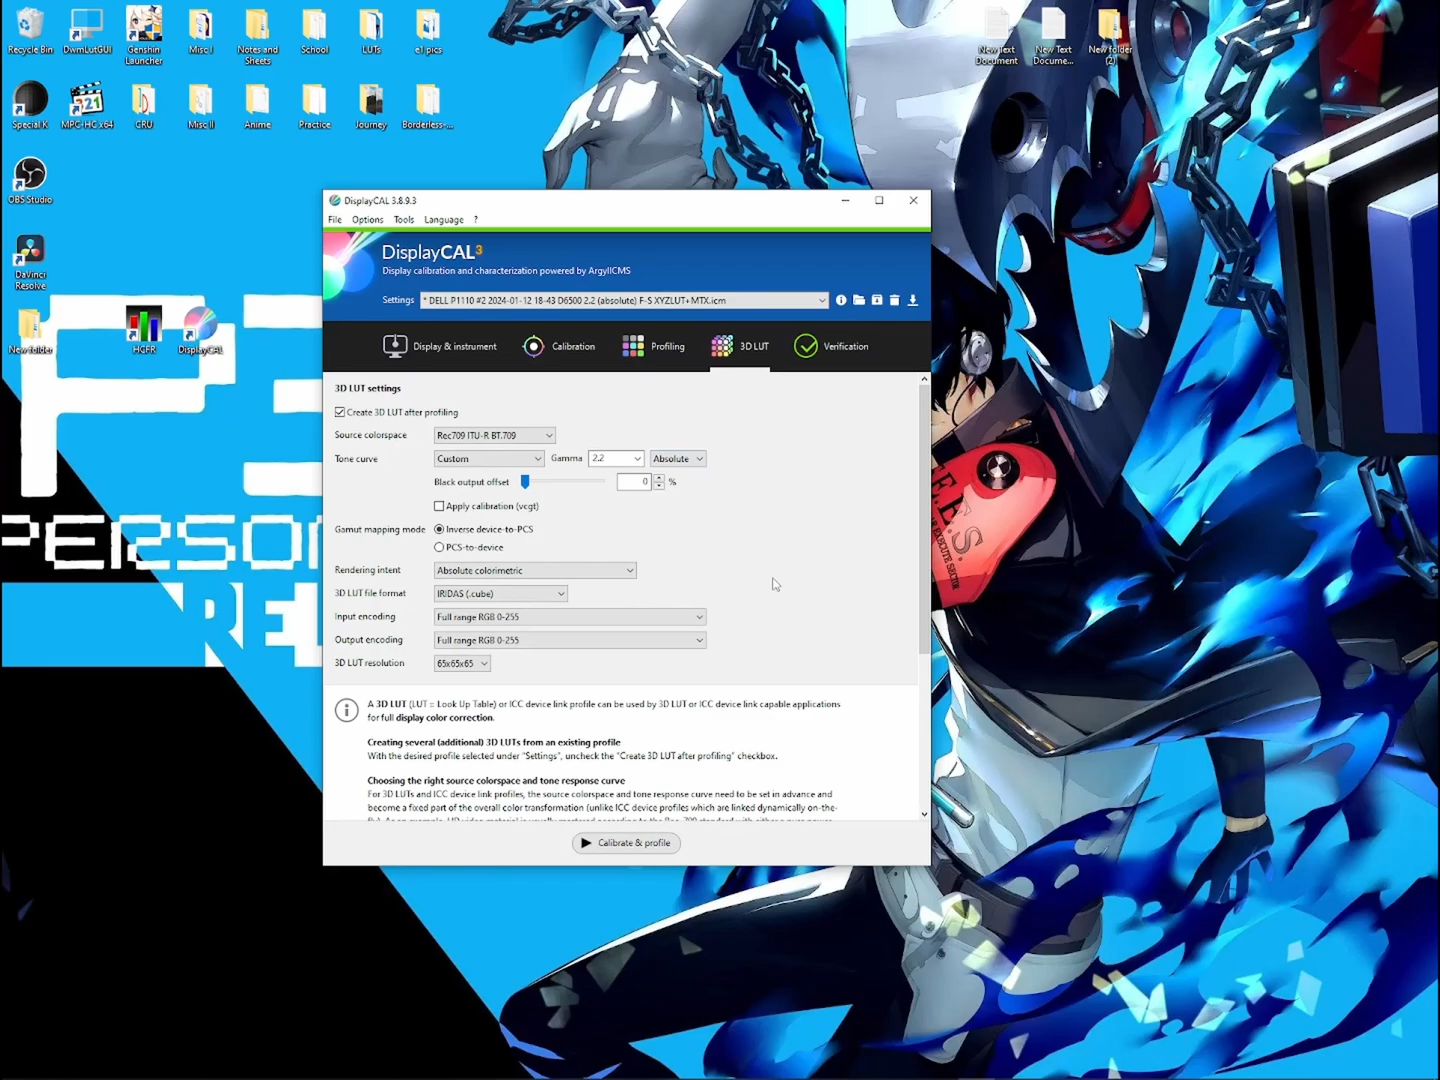 Recycle Bin
DwmLutGUI
Genshin
Launcher
Misc I
Notes and
Sheets
School
LUTs
e1 pics
New Text
Document
New Text
Docume...
New folder
(2)
Special K
MPC-HC x64
CRU
Misc II
Anime
Practice
Journey
Borderless-...
OBS Studio
DaVinci
Resolve
New folder
HCFR
DisplayCAL
DisplayCAL 3.8.9.3
File Options Tools Language ?
DisplayCAL3
Display calibration and characterization powered by ArgyllCMS
Settings * DELL P1110 #2 2024-01-12 18-43 D6500 2.2 (absolute) F-S XYZLUT+MTX.icm
Display & instrument Calibration Profiling 3D LUT Verification
3D LUT settings
Create 3D LUT after profiling
Source colorspace Rec709 ITU-R BT.709
Tone curve Custom Gamma 2.2 Absolute
Black output offset 0 %
Apply calibration (vcgt)
Gamut mapping mode Inverse device-to-PCS
PCS-to-device
Rendering intent Absolute colorimetric
3D LUT file format IRIDAS (.cube)
Input encoding Full range RGB 0-255
Output encoding Full range RGB 0-255
3D LUT resolution 65x65x65
A 3D LUT (LUT = Look Up Table) or ICC device link profile can be used by 3D LUT or ICC device link capable applications
for full display color correction.
Creating several (additional) 3D LUTs from an existing profile
With the desired profile selected under "Settings", uncheck the "Create 3D LUT after profiling" checkbox.
Choosing the right source colorspace and tone response curve
For 3D LUTs and ICC device link profiles, the source colorspace and tone response curve need to be set in advance and
become a fixed part of the overall color transformation (unlike ICC device profiles which are linked dynamically on-the-
Calibrate & profile
P3
PERSON
RE
S.E.E.S.